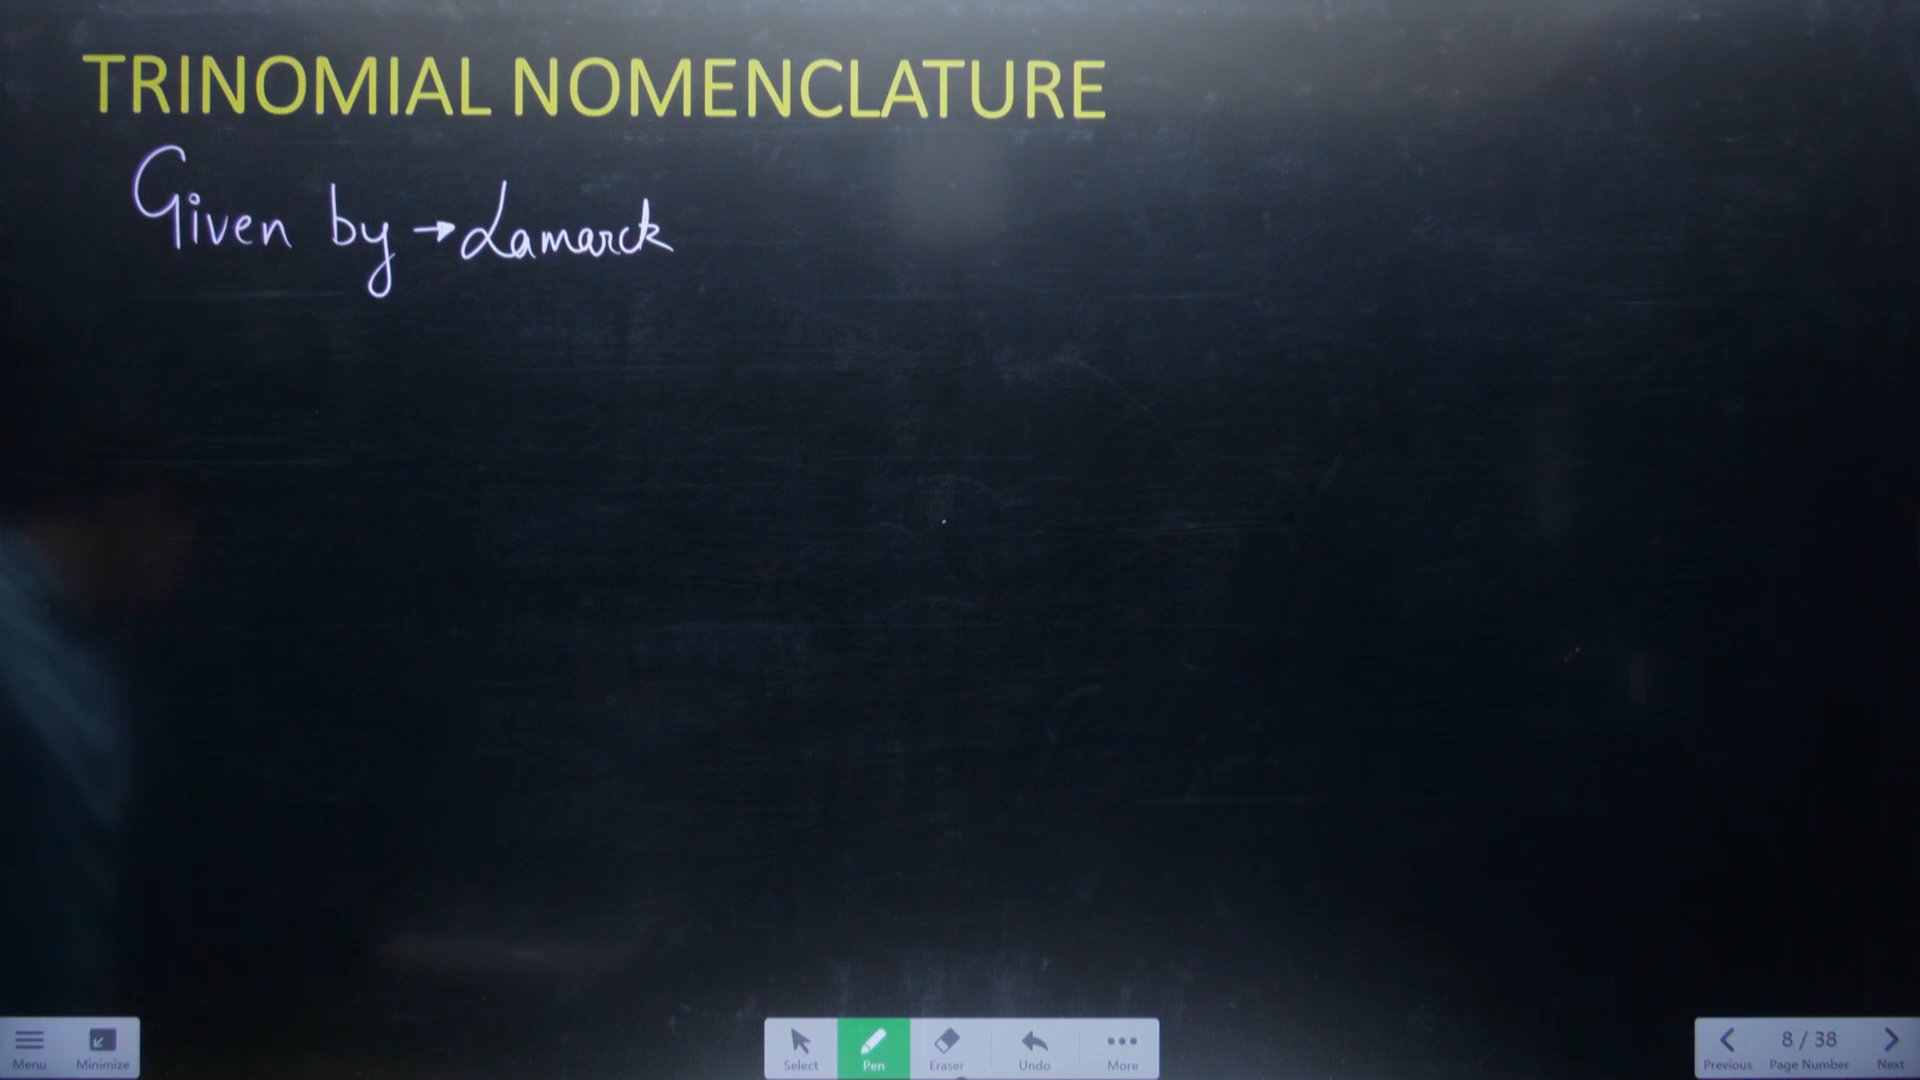 TRINOMIAL NOMENCLATURE
Given by → Lamarck
Menu
Minimize
Select
Pen
Eraser
Undo
More
Previous
8 / 38
Page Number
Next